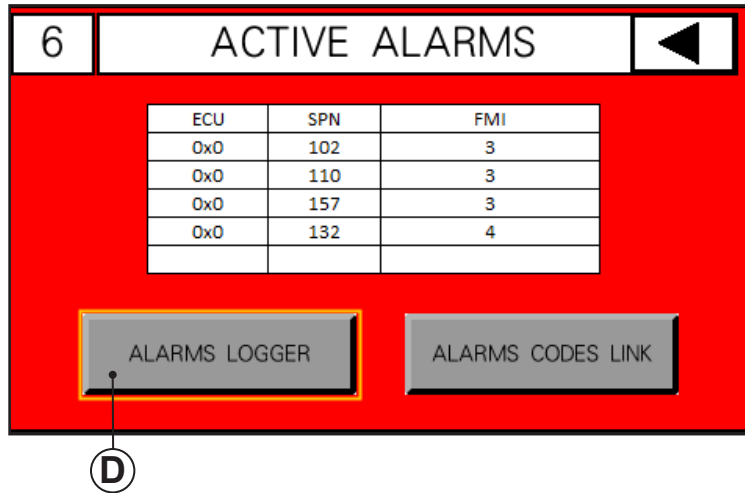 6 ACTIVE ALARMS
ECU SPN FMI
0x0 102 3
0x0 110 3
0x0 157 3
0x0 132 4
ALARMS LOGGER ALARMS CODES LINK
D